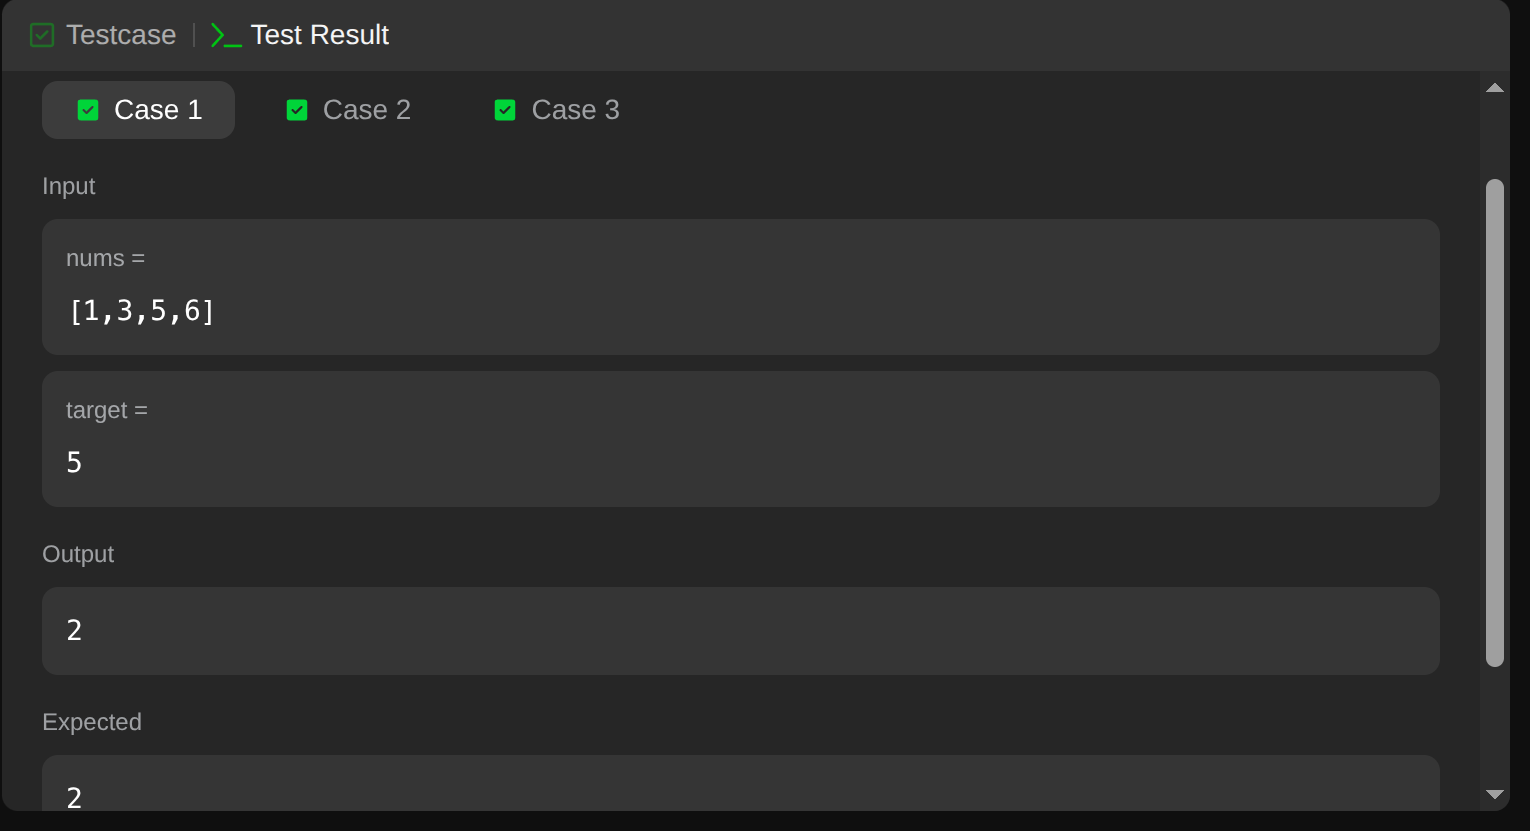 Testcase | Test Result
Case 1 Case 2 Case 3
Input
nums =
[1,3,5,6]
target =
5
Output
2
Expected
2